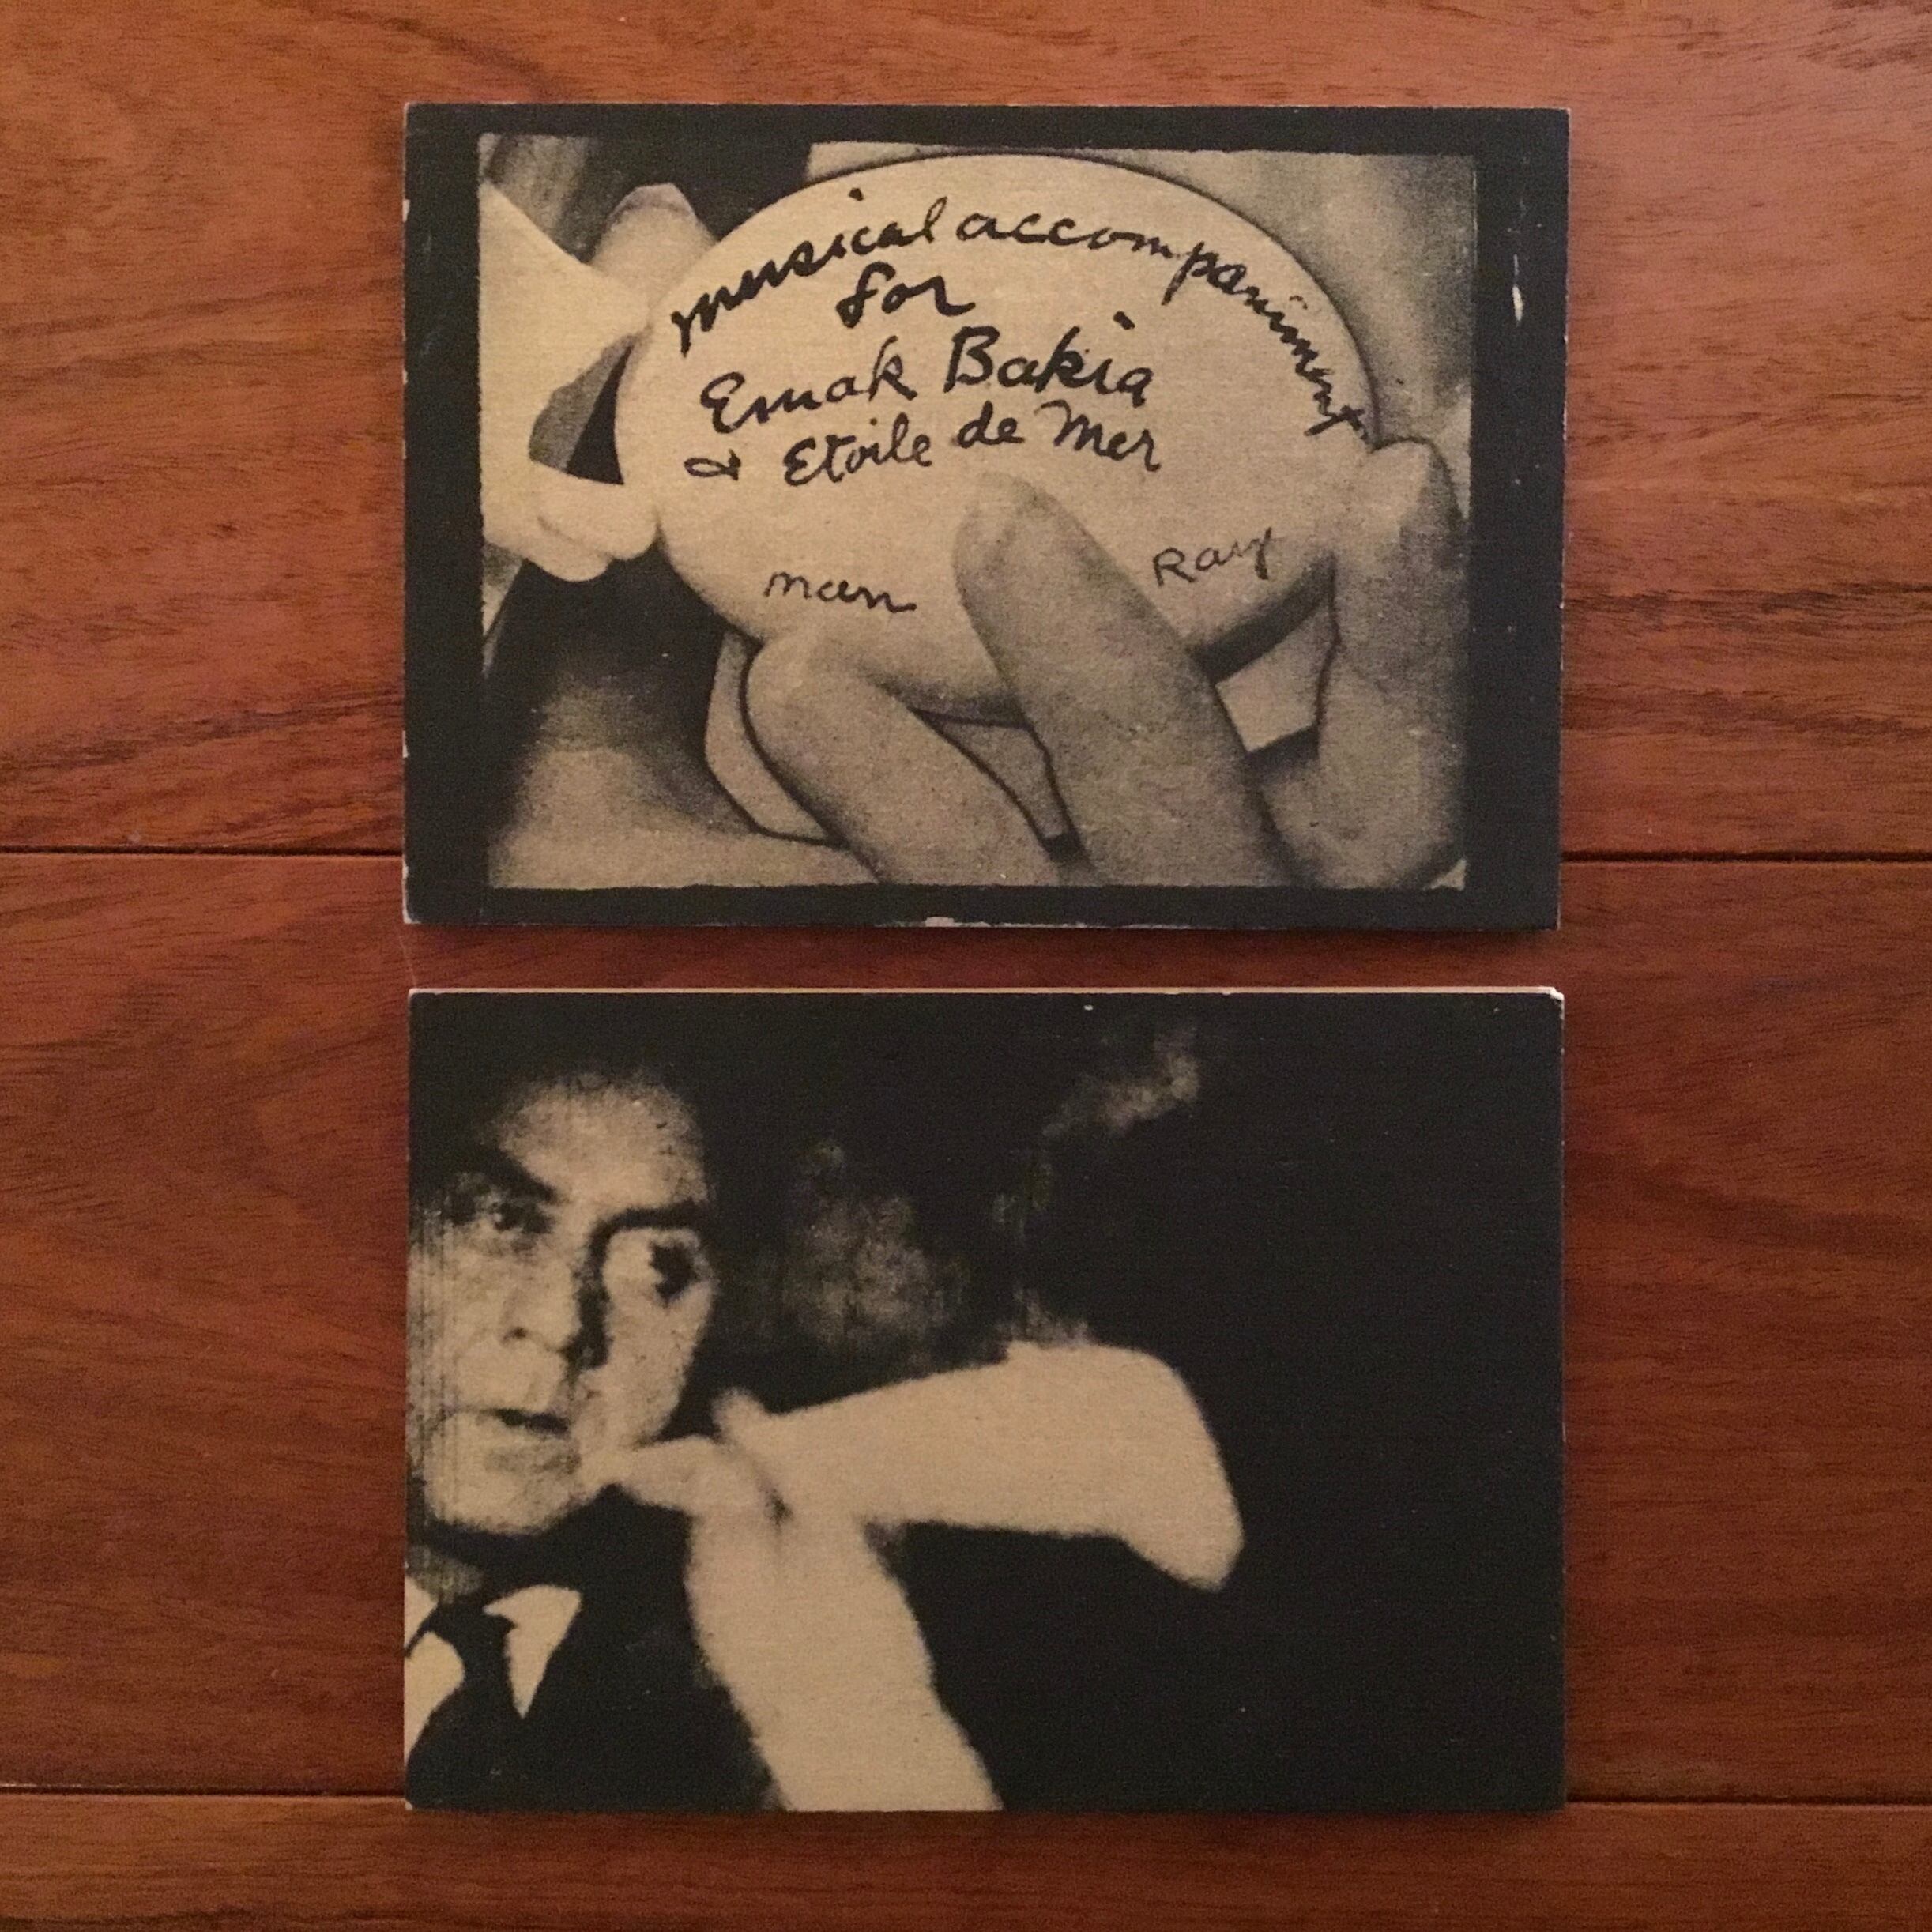 musical accompaniment
for
Emak Bakia
& Etoile de Mer
man Ray